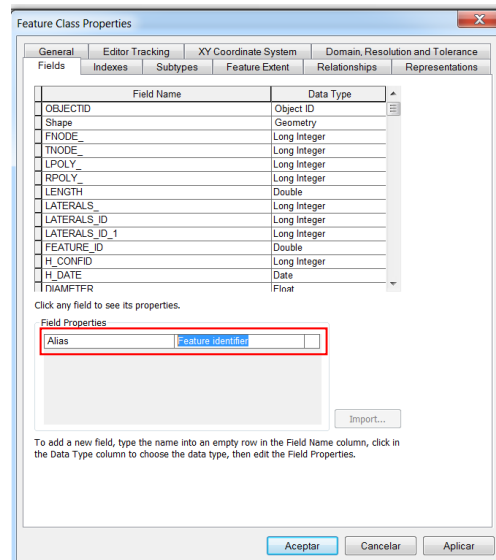 Feature Class Properties
General Editor Tracking XY Coordinate System Domain, Resolution and Tolerance
Fields Indexes Subtypes Feature Extent Relationships Representations
Field Name Data Type
OBJECTID Object ID
Shape Geometry
FNODE_ Long Integer
TNODE_ Long Integer
LPOLY_ Long Integer
RPOLY_ Long Integer
LENGTH Double
LATERALS_ Long Integer
LATERALS_ID Long Integer
LATERALS_ID_1 Long Integer
FEATURE_ID Double
H_CONFID Long Integer
H_DATE Date
DIAMETER Float
Click any field to see its properties.
Field Properties
Alias Feature identifier
Import...
To add a new field, type the name into an empty row in the Field Name column, click in
the Data Type column to choose the data type, then edit the Field Properties.
Aceptar Cancelar Aplicar